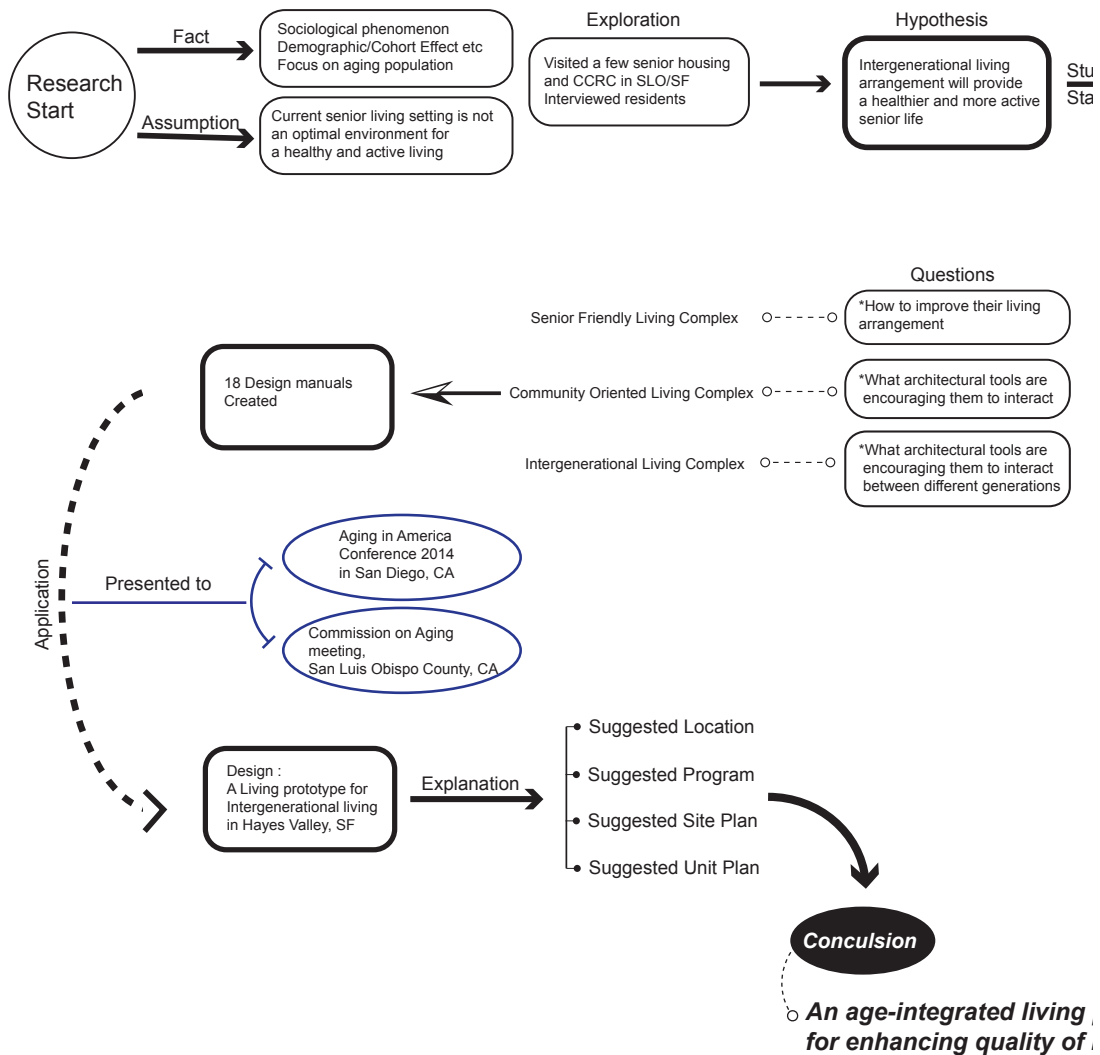 Research
Start
Fact
Assumption
Sociological phenomenon
Demographic/Cohort Effect etc
Focus on aging population
Current senior living setting is not
an optimal environment for
a healthy and active living
Exploration
Visited a few senior housing
and CCRC in SLO/SF
Interviewed residents
Hypothesis
Intergenerational living
arrangement will provide
a healthier and more active
senior life
Questions
Senior Friendly Living Complex
*How to improve their living
arrangement
Community Oriented Living Complex
*What architectural tools are
encouraging them to interact
Intergenerational Living Complex
*What architectural tools are
encouraging them to interact
between different generations
18 Design manuals
Created
Application
Presented to
Aging in America
Conference 2014
in San Diego, CA
Commission on Aging
meeting,
San Luis Obispo County, CA
Design :
A Living prototype for
Intergenerational living
in Hayes Valley, SF
Explanation
Suggested Location
Suggested Program
Suggested Site Plan
Suggested Unit Plan
Conculsion
An age-integrated living
for enhancing quality of